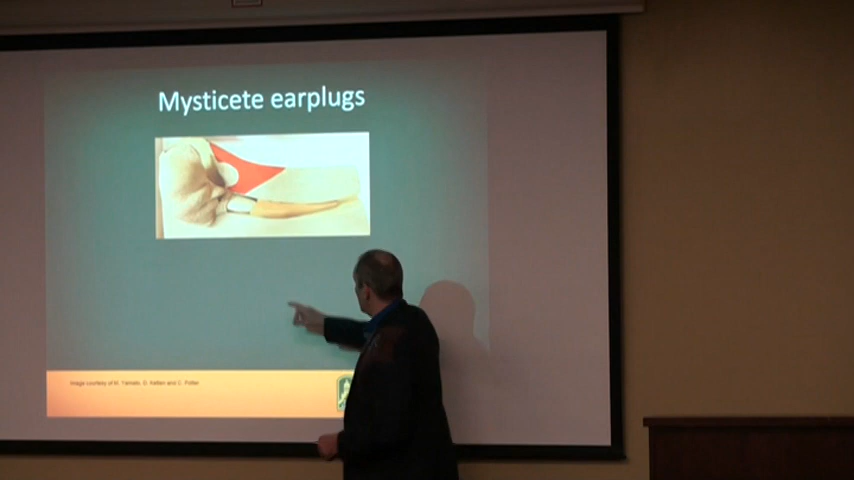 Mysticete earplugs
Image courtesy of M. Yamato, D. Ketten and C. Potter